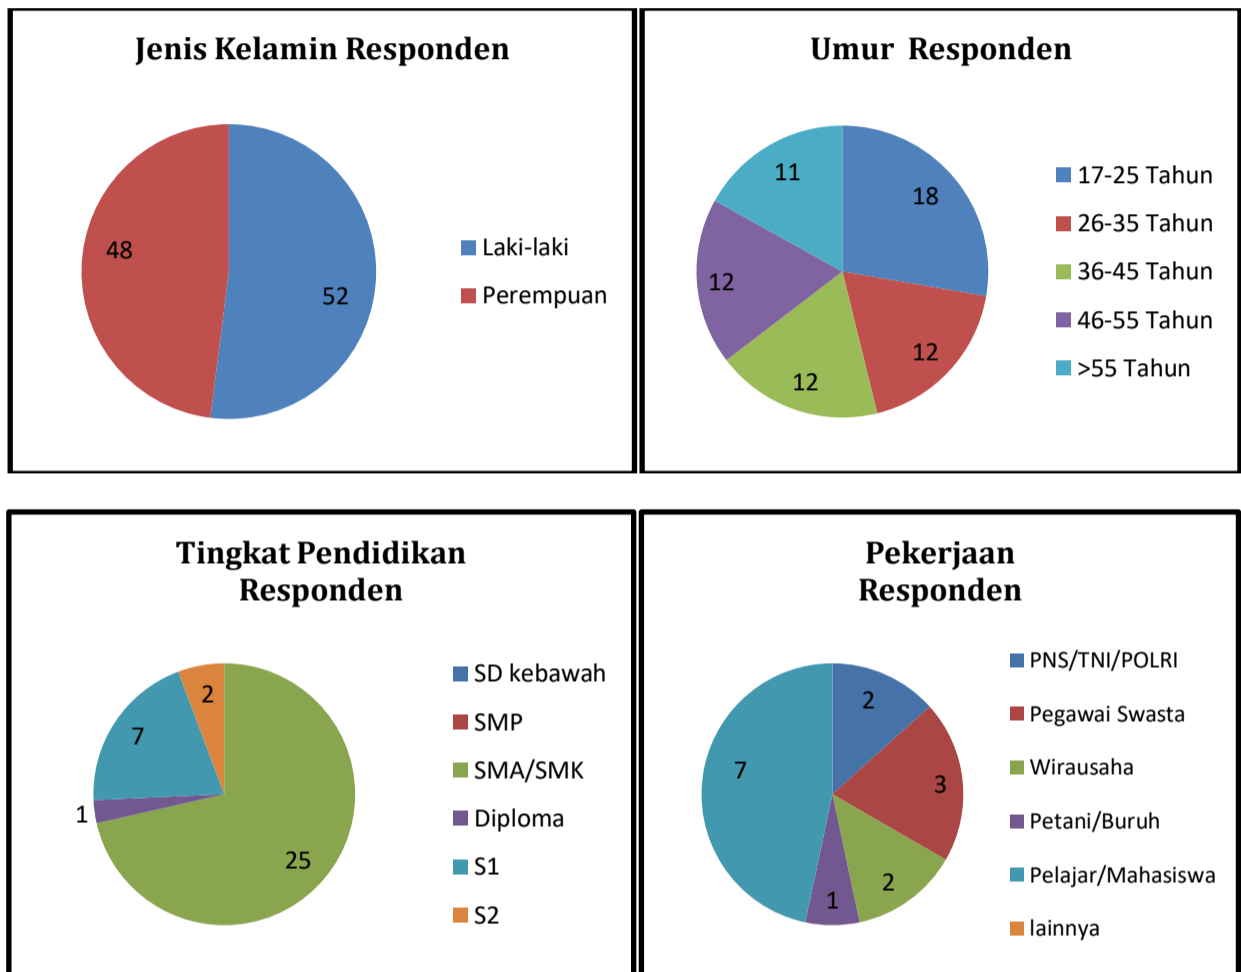 Jenis Kelamin Responden
48
52
Laki-laki
Perempuan
Umur  Responden
11
18
12
12
12
17-25 Tahun
26-35 Tahun
36-45 Tahun
46-55 Tahun
>55 Tahun
Tingkat Pendidikan
Responden
2
7
1
25
SD kebawah
SMP
SMA/SMK
Diploma
S1
S2
Pekerjaan
Responden
2
7
3
2
1
PNS/TNI/POLRI
Pegawai Swasta
Wirausaha
Petani/Buruh
Pelajar/Mahasiswa
lainnya